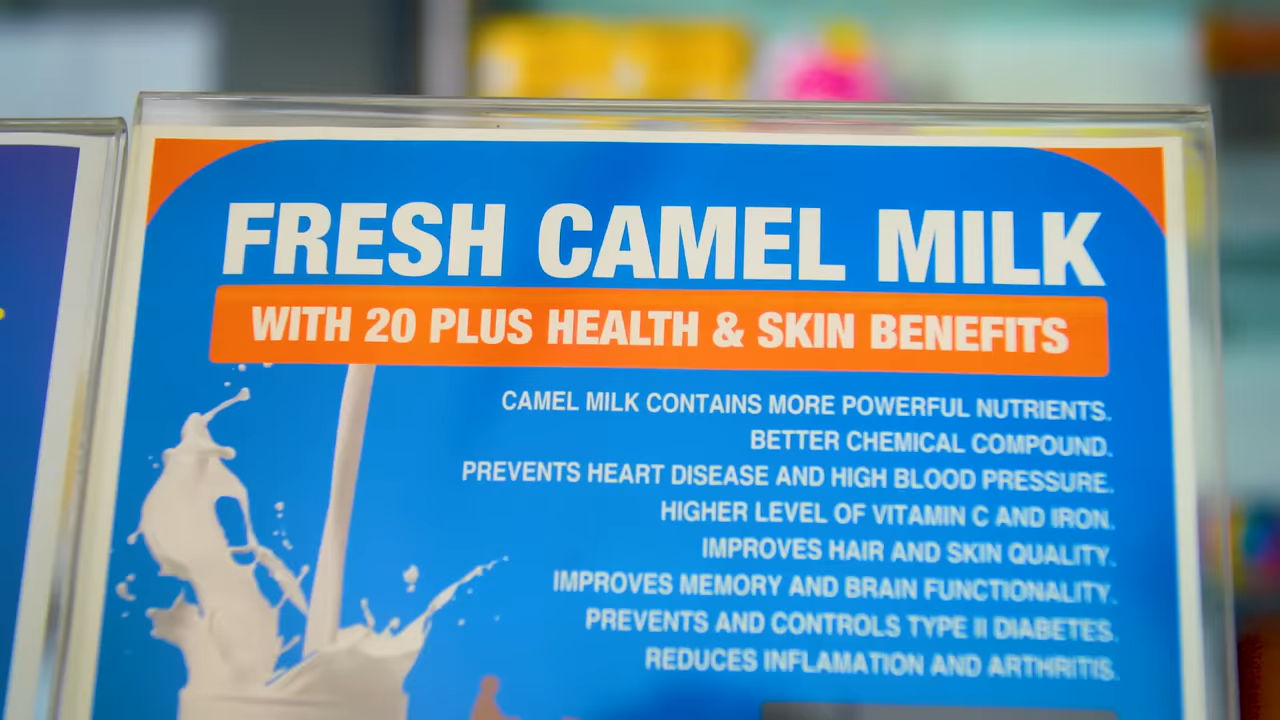 FRESH CAMEL MILK
WITH 20 PLUS HEALTH & SKIN BENEFITS
CAMEL MILK CONTAINS MORE POWERFUL NUTRIENTS.
BETTER CHEMICAL COMPOUND.
PREVENTS HEART DISEASE AND HIGH BLOOD PRESSURE.
HIGHER LEVEL OF VITAMIN C AND IRON.
IMPROVES HAIR AND SKIN QUALITY.
IMPROVES MEMORY AND BRAIN FUNCTIONALITY.
PREVENTS AND CONTROLS TYPE II DIABETES.
REDUCES INFLAMATION AND ARTHRITIS.